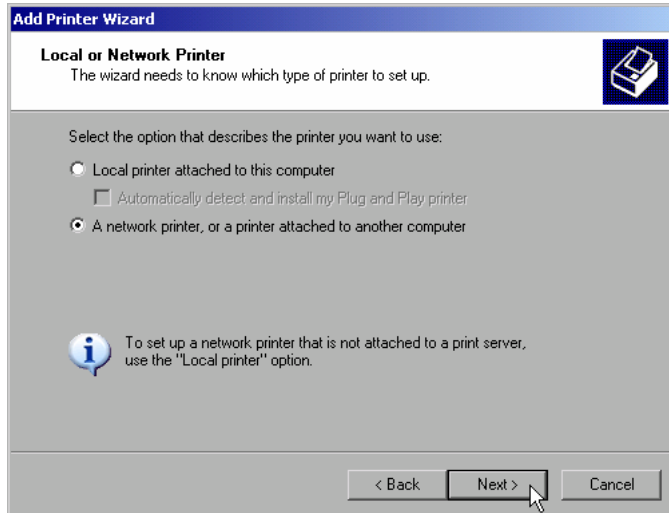 Add Printer Wizard
Local or Network Printer
The wizard needs to know which type of printer to set up.
Select the option that describes the printer you want to use:
Local printer attached to this computer
Automatically detect and install my Plug and Play printer
A network printer, or a printer attached to another computer
To set up a network printer that is not attached to a print server,
use the "Local printer" option.
< Back Next > Cancel